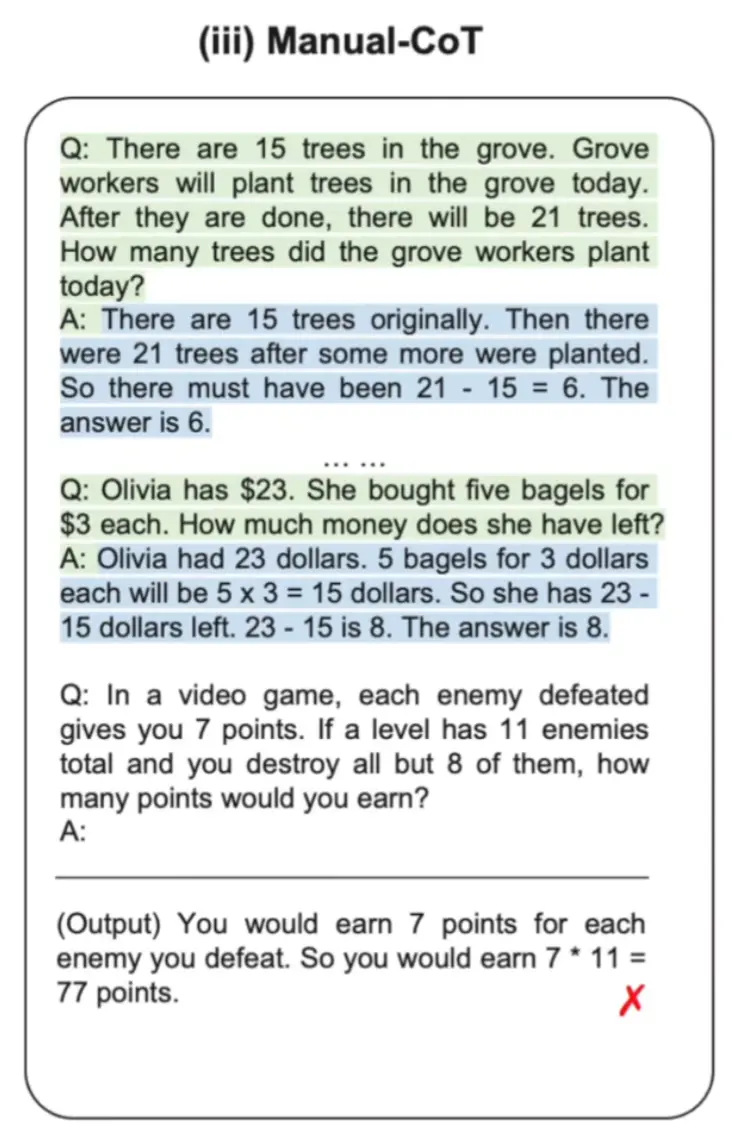 (iii) Manual-CoT
Q: There are 15 trees in the grove. Grove
workers will plant trees in the grove today.
After they are done, there will be 21 trees.
How many trees did the grove workers plant
today?
A: There are 15 trees originally. Then there
were 21 trees after some more were planted.
So there must have been 21 - 15 = 6. The
answer is 6.
... ...
Q: Olivia has $23. She bought five bagels for
$3 each. How much money does she have left?
A: Olivia had 23 dollars. 5 bagels for 3 dollars
each will be 5 x 3 = 15 dollars. So she has 23 -
15 dollars left. 23 - 15 is 8. The answer is 8.
Q: In a video game, each enemy defeated
gives you 7 points. If a level has 11 enemies
total and you destroy all but 8 of them, how
many points would you earn?
A:
(Output) You would earn 7 points for each
enemy you defeat. So you would earn 7 * 11 =
77 points. ✗